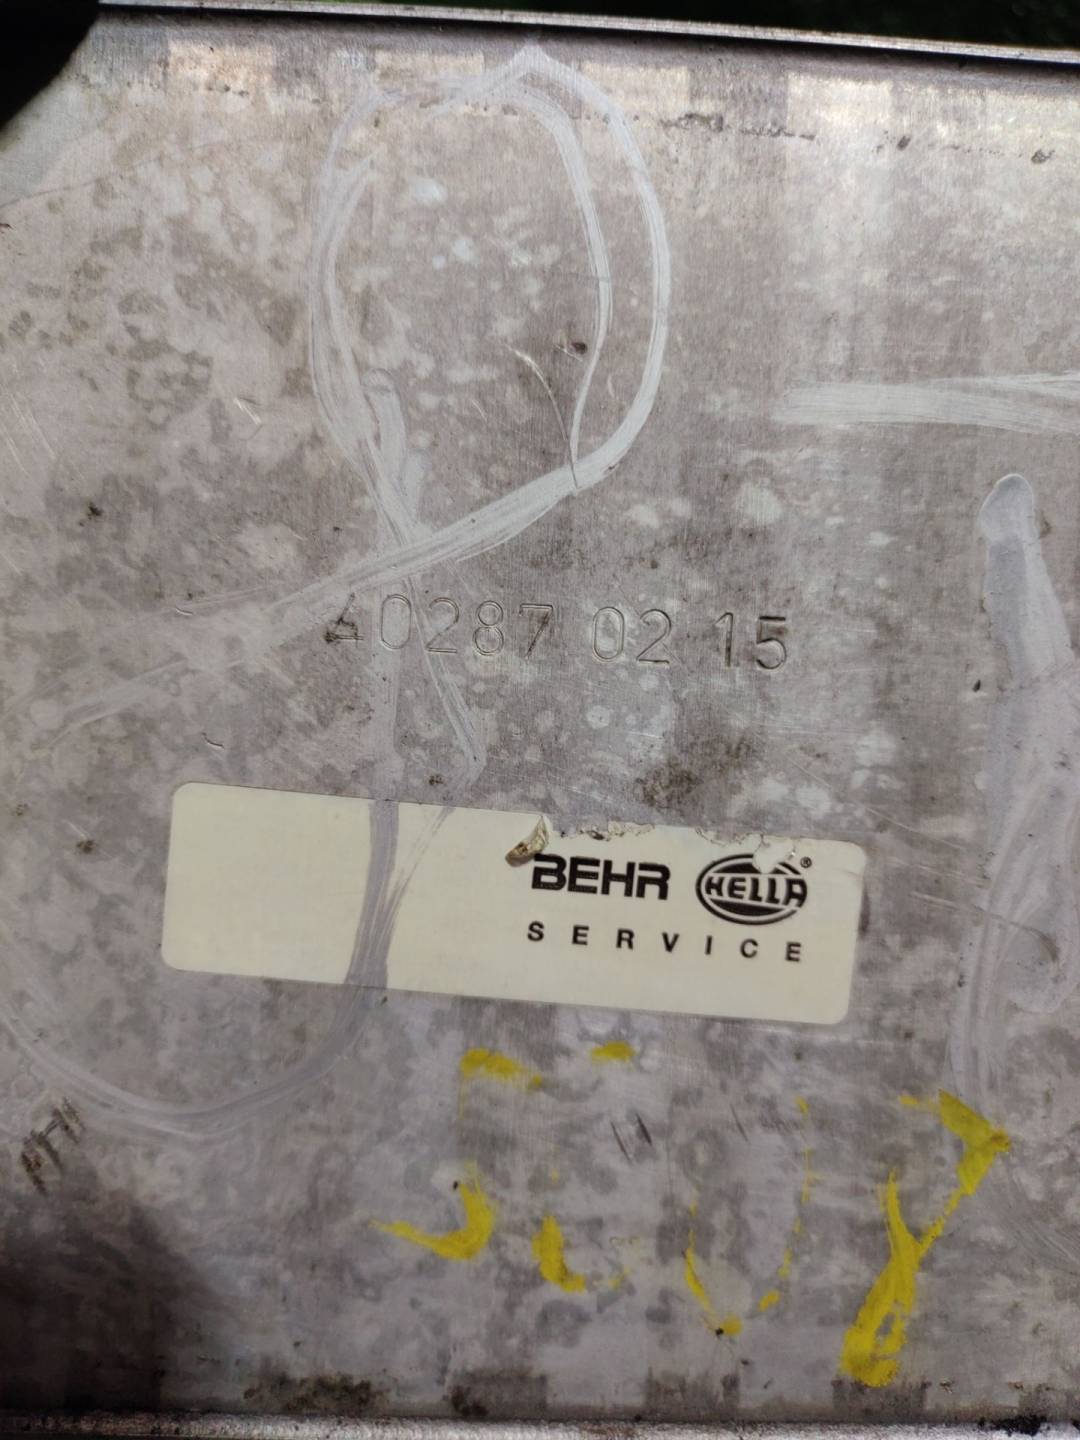 40287 02 15
BEHR HELLA®
SERVICE